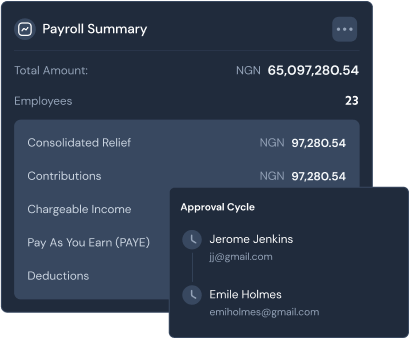 Payroll Summary
Total Amount: NGN 65,097,280.54
Employees 23
Consolidated Relief NGN 97,280.54
Contributions NGN 97,280.54
Chargeable Income
Pay As You Earn (PAYE)
Deductions
Approval Cycle
Jerome Jenkins
jj@gmail.com
Emile Holmes
emiholmes@gmail.com